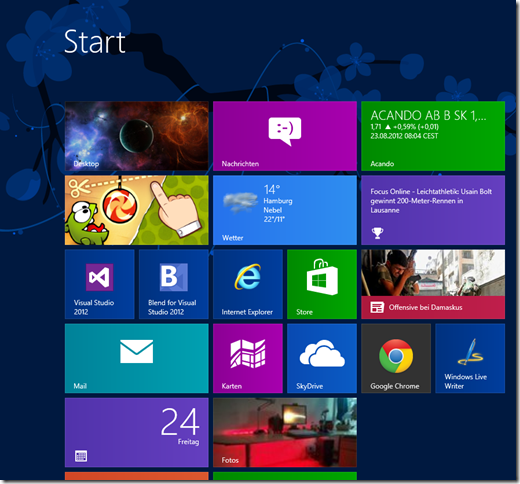 Start
Desktop
:-)
Nachrichten
ACANDO AB B SK 1,...
1,71 ▲ +0,59% (+0,01)
23.08.2012 08:04 CEST
Acando
14°
Hamburg
Nebel
22°/11°
Wetter
Focus Online - Leichtathletik: Usain Bolt
gewinnt 200-Meter-Rennen in
Lausanne
Visual Studio
2012
B
Blend for Visual
Studio 2012
Internet Explorer
Store
Offensive bei Damaskus
Mail
Karten
SkyDrive
Google Chrome
Windows Live
Writer
24
Freitag
Fotos